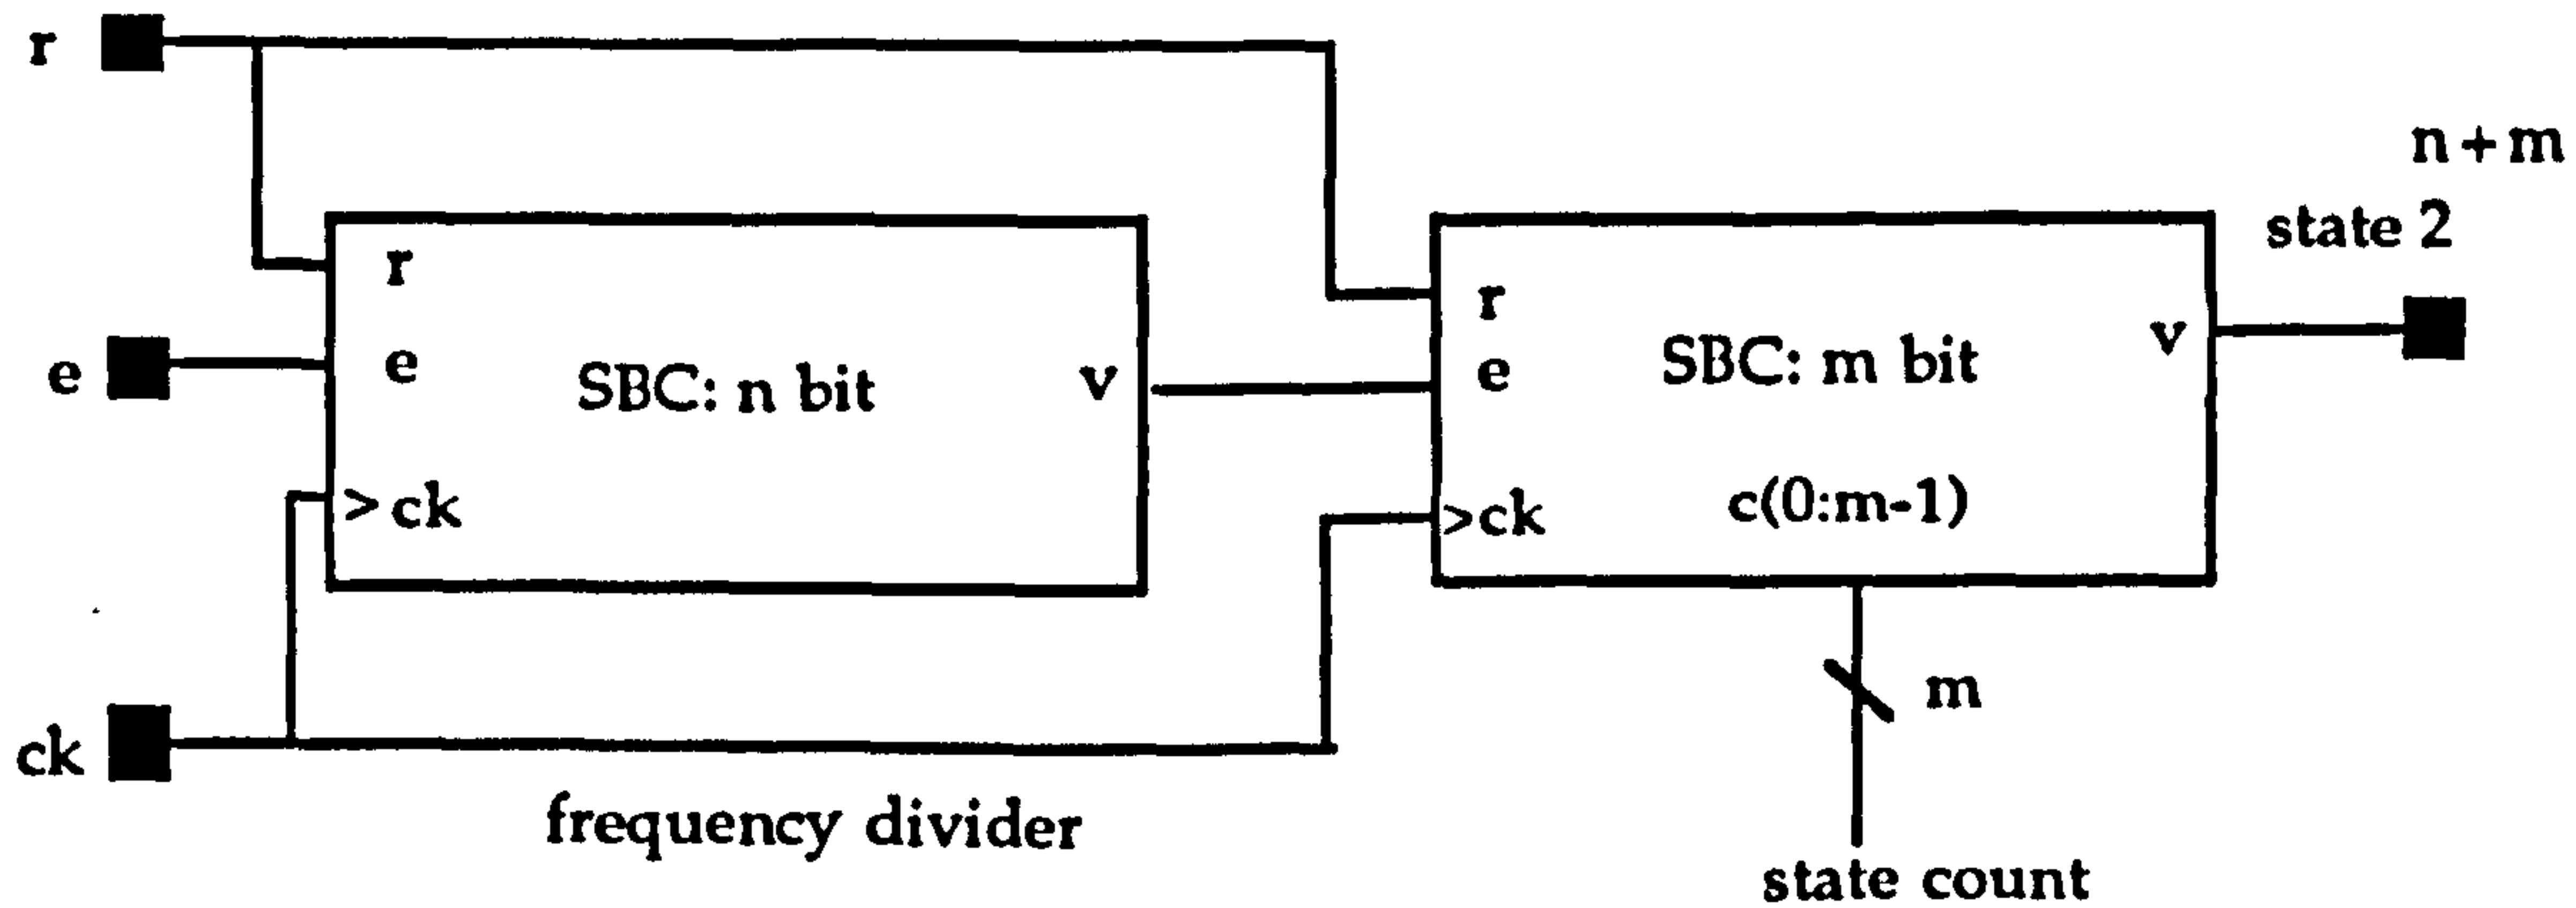 r
n+m
state 2
r
e
>ck
SBC: n bit
v
r
e
>ck
SBC: m bit
v
c(0:m-1)
e
ck
m
frequency divider
state count